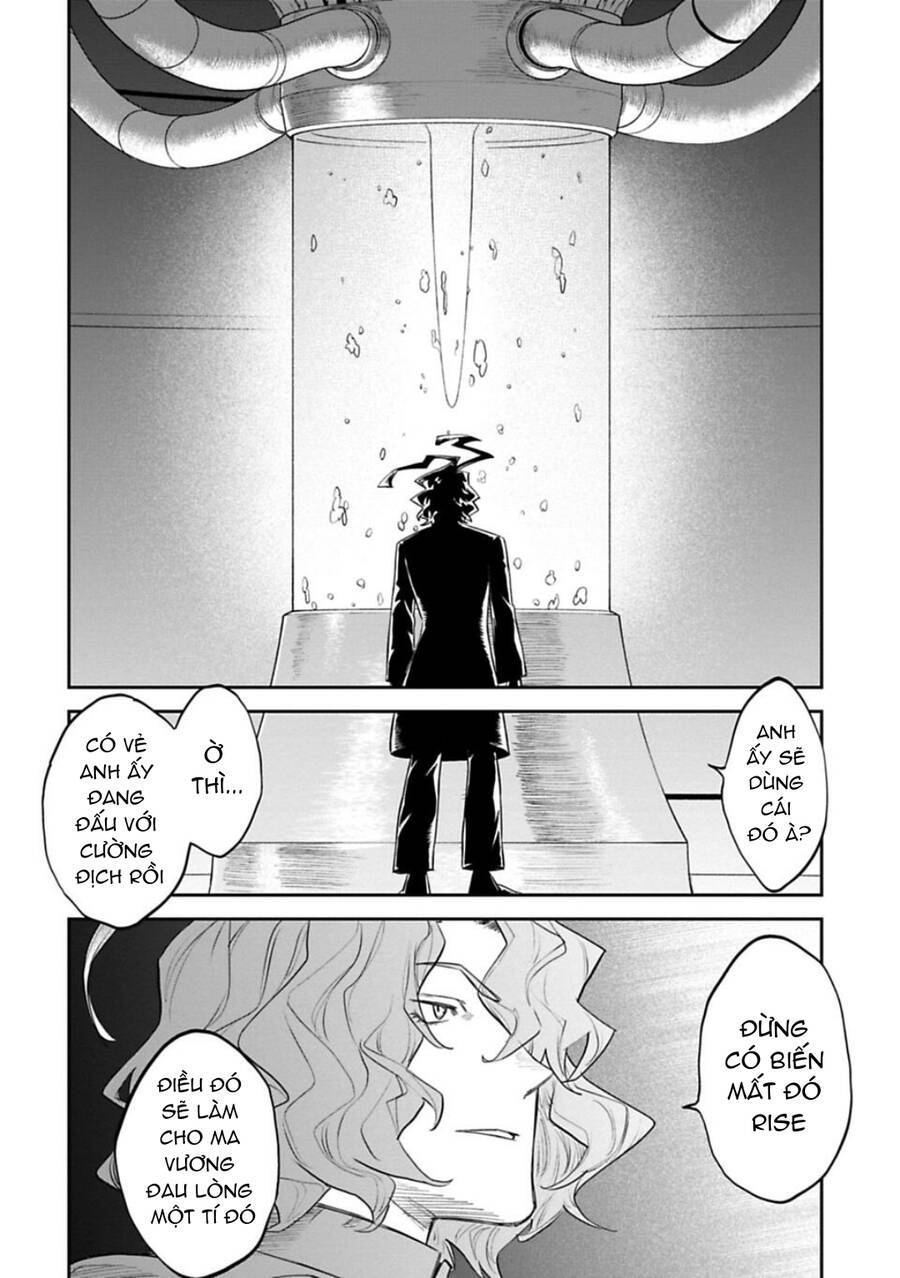 ANH
ẤY SẼ
DÙNG
CÁI
ĐÓ À?
Ờ
THÌ...
CÓ VẺ
ANH ẤY
ĐANG
ĐẤU VỚI
CƯỜNG
ĐỊCH RỒI
ĐỪNG
CÓ BIẾN
MẤT ĐÓ
RISE
ĐIỀU ĐÓ
SẼ LÀM
CHO MA
VƯƠNG
ĐAU LÒNG
MỘT TÍ ĐÓ